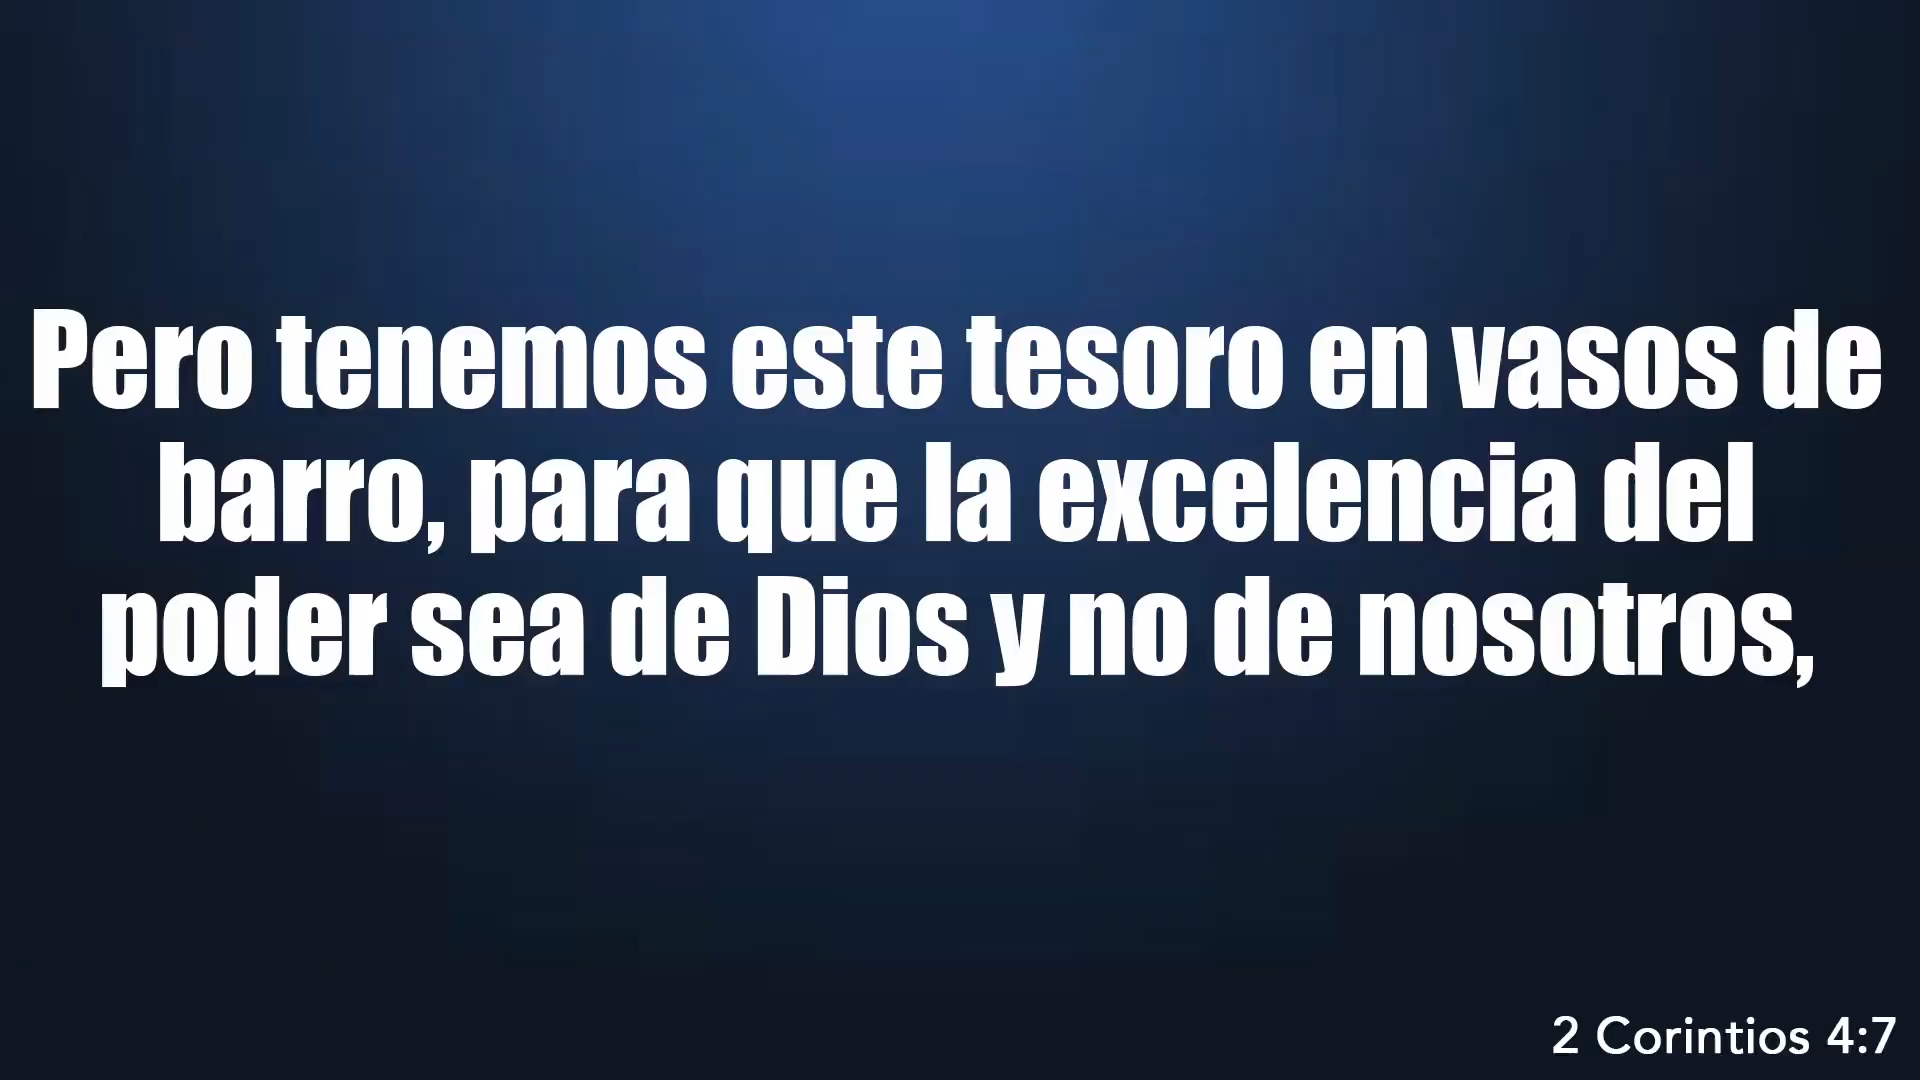 Pero tenemos este tesoro en vasos de
barro, para que la excelencia del
poder sea de Dios y no de nosotros,
2 Corintios 4:7